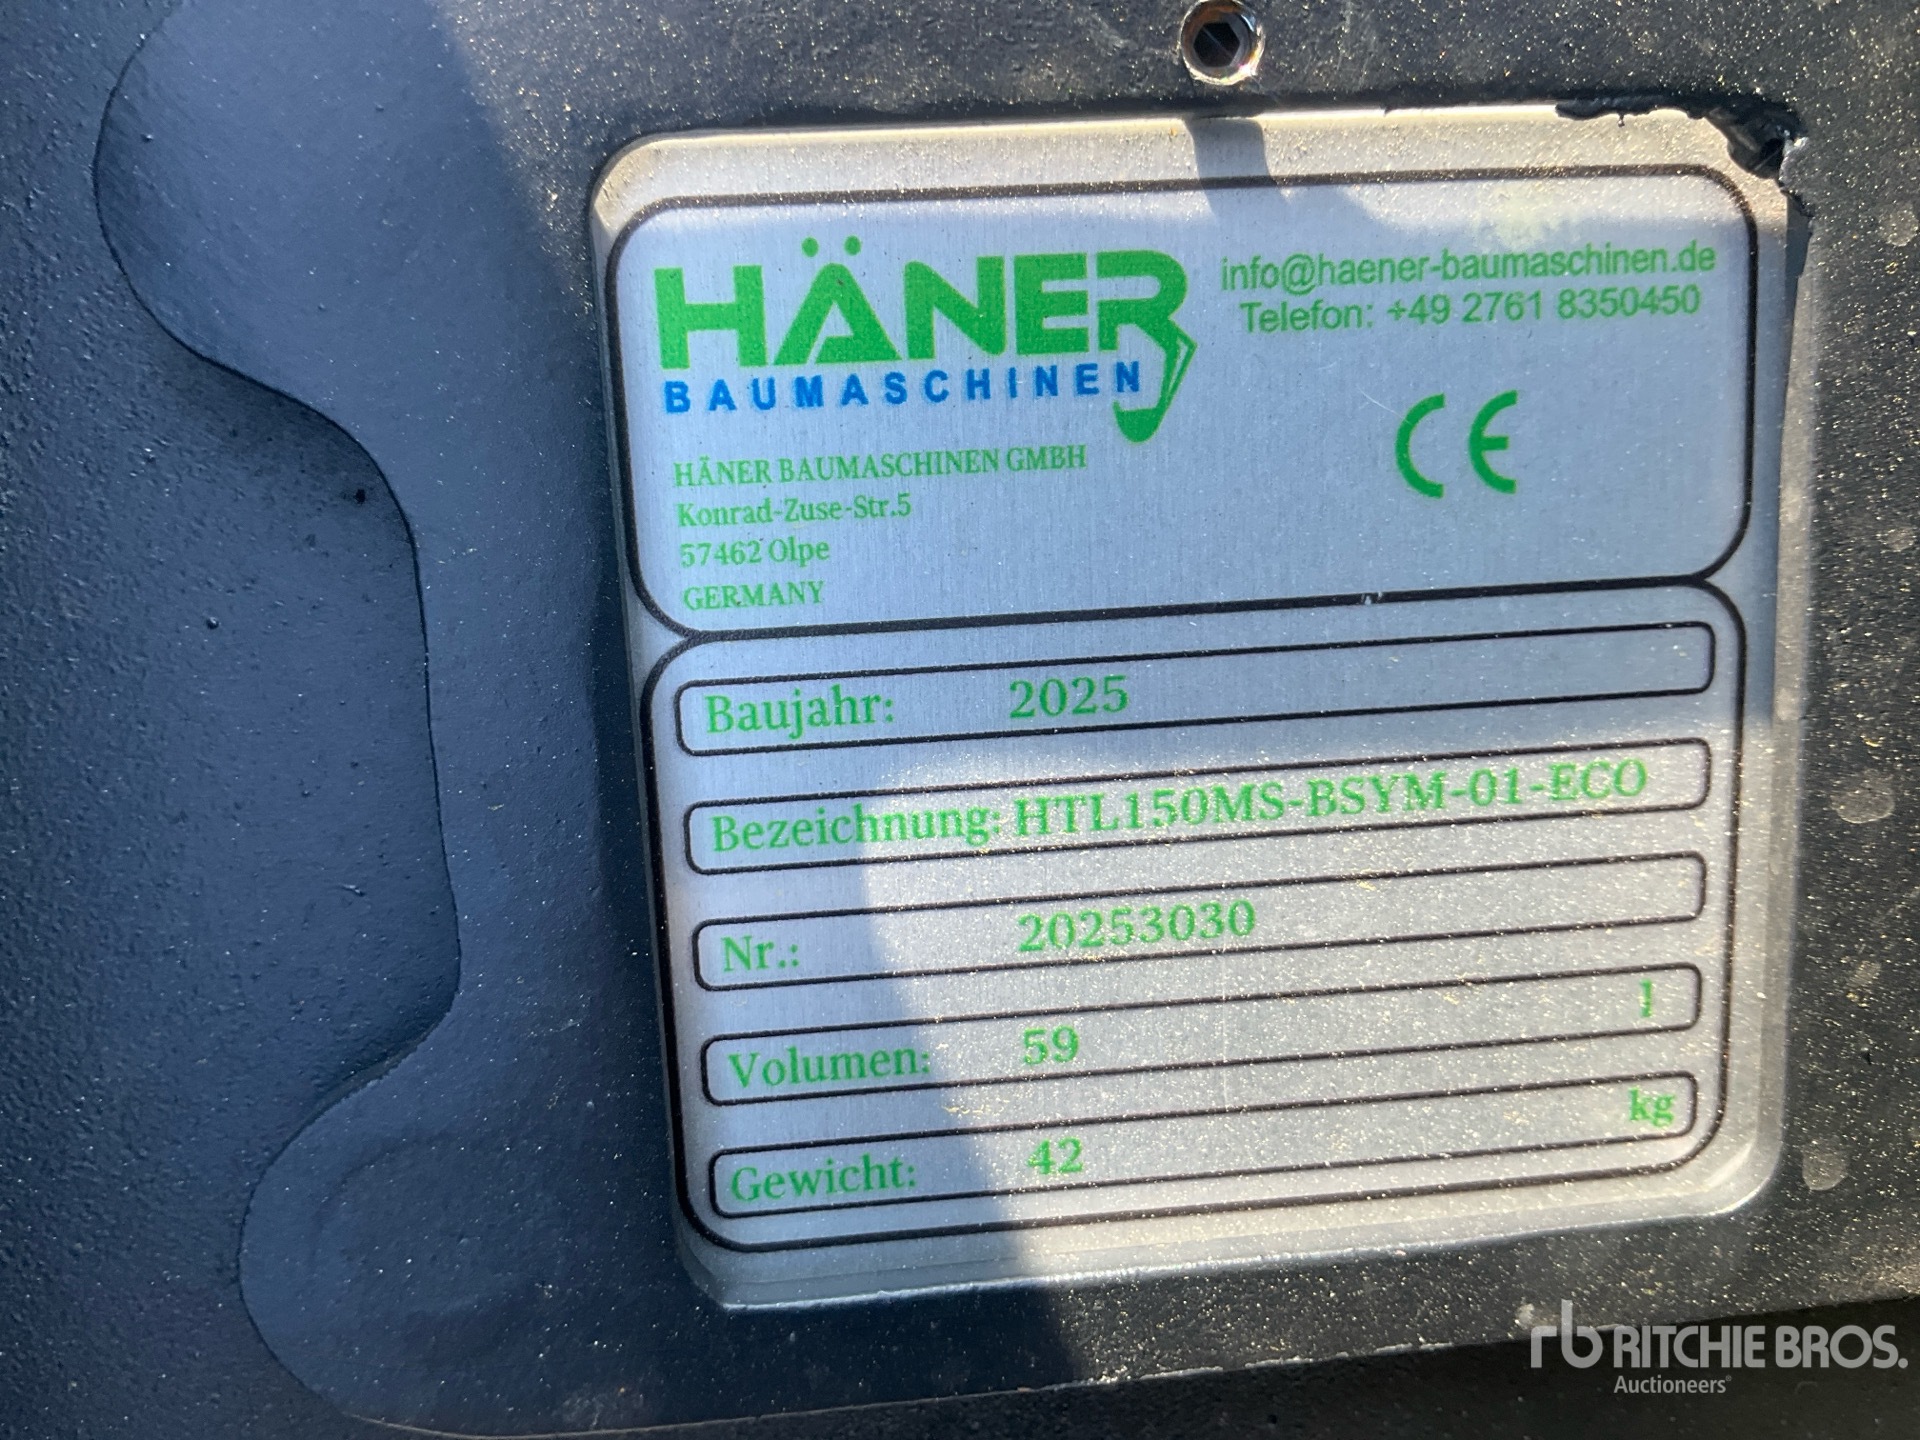 HÄNER
BAUMASCHINEN
info@haener-baumaschinen.de
Telefon: +49 2761 8350450
HÄNER BAUMASCHINEN GMBH
Konrad-Zuse-Str.5
57462 Olpe
GERMANY
CE
Baujahr: 2025
Bezeichnung: HTL150MS-BSYM-01-ECO
Nr.: 20253030
Volumen: 59 l
Gewicht: 42 kg
rb RITCHIE BROS.
Auctioneers